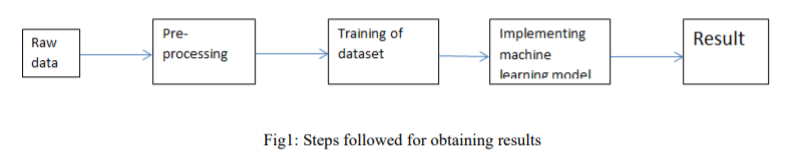 Raw
data
Pre-
processing
Training of
dataset
Implementing
machine
learning model
Result
Fig1: Steps followed for obtaining results